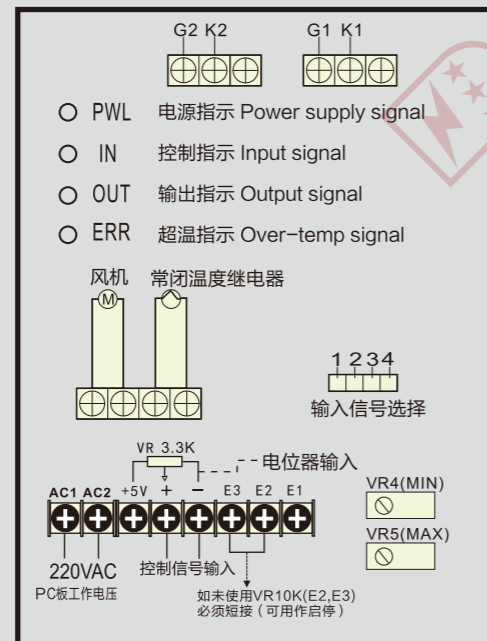 G2 K2 G1 K1
PWL 电源指示 Power supply signal
IN 控制指示 Input signal
OUT 输出指示 Output signal
ERR 超温指示 Over-temp signal
风机 常闭温度继电器
M
1 2 3 4
输入信号选择
VR 3.3K
电位器输入
AC1 AC2 +5V + − E3 E2 E1
VR4(MIN)
VR5(MAX)
220VAC 控制信号输入
PC板工作电压
如未使用VR10K(E2,E3)
必须短接（可用作启停）